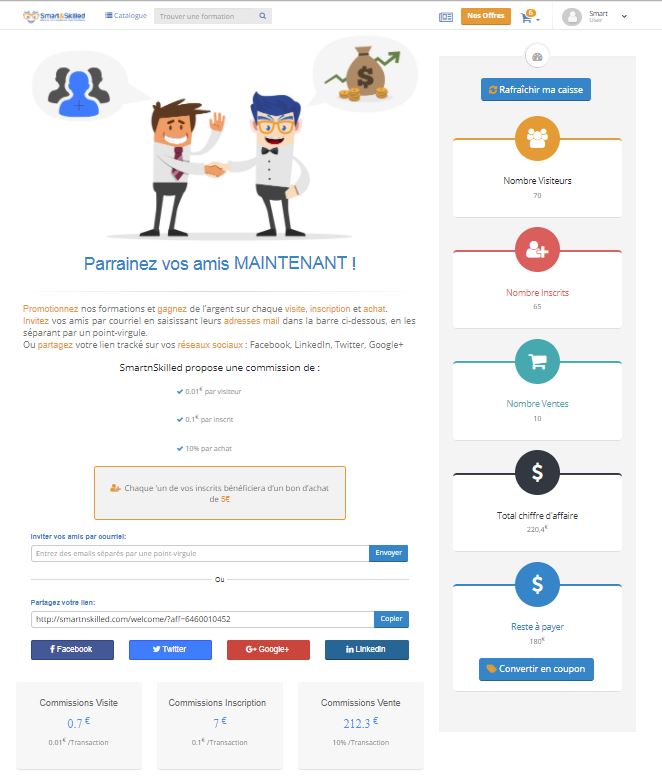 Smart&Skilled
Catalogue
Trouver une formation
Nos Offres
6
Smart
User
Parrainez vos amis MAINTENANT !
Promotionnez nos formations et gagnez de l'argent sur chaque visite, inscription et achat.
Invitez vos amis par courriel en saisissant leurs adresses mail dans la barre ci-dessous, en les
séparant par un point-virgule.
Ou partagez votre lien tracké sur vos réseaux sociaux : Facebook, LinkedIn, Twitter, Google+
SmartnSkilled propose une commission de :
0.01€ par visiteur
0.1€ par inscrit
10% par achat
Chaque 'un de vos inscrits bénéficiera d'un bon d'achat
de 5€
Inviter vos amis par courriel:
Entrez des emails séparés par une point-virgule
Envoyer
Ou
Partagez votre lien:
http://smartnskilled.com/welcome/?aff=6460010452
Copier
Facebook
Twitter
G+ Google+
in LinkedIn
Commissions Visite
0.7 €
0.01€ /Transaction
Commissions Inscription
7 €
0.1€ /Transaction
Commissions Vente
212.3 €
10% /Transaction
Rafraîchir ma caisse
Nombre Visiteurs
70
Nombre Inscrits
65
Nombre Ventes
10
$
Total chiffre d'affaire
220,4€
$
Reste à payer
180€
Convertir en coupon